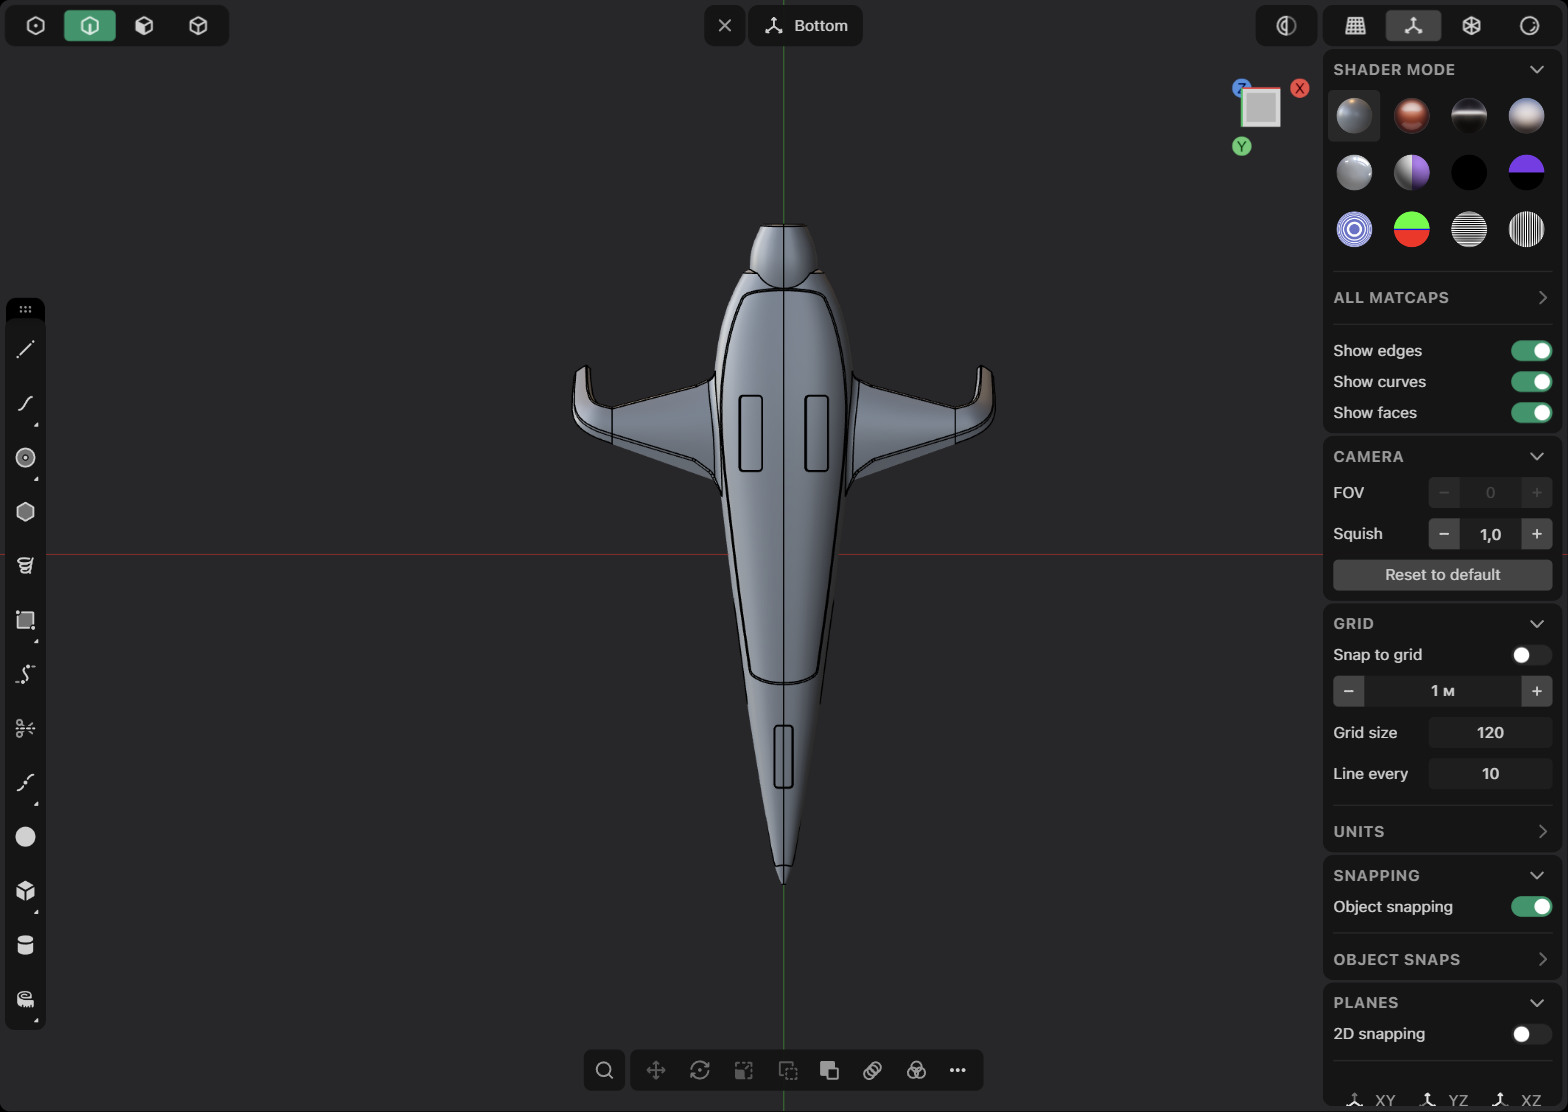 Bottom
Z
X
Y
SHADER MODE
ALL MATCAPS
Show edges
Show curves
Show faces
CAMERA
FOV − 0 +
Squish − 1,0 +
Reset to default
GRID
Snap to grid
− 1 м +
Grid size 120
Line every 10
UNITS
SNAPPING
Object snapping
OBJECT SNAPS
PLANES
2D snapping
XY YZ XZ